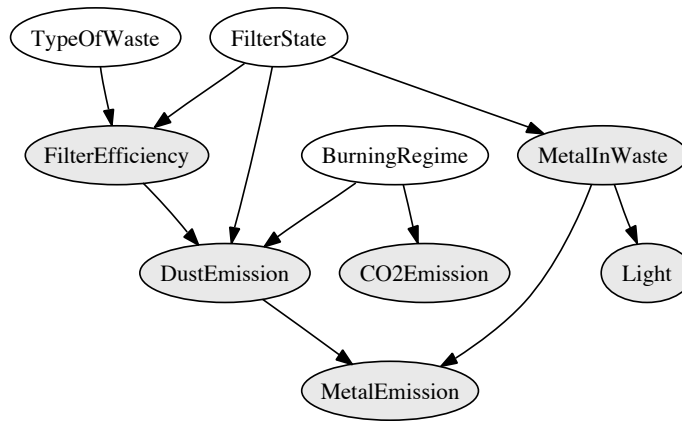 TypeOfWaste
FilterState
FilterEfficiency
BurningRegime
MetalInWaste
DustEmission
CO2Emission
Light
MetalEmission